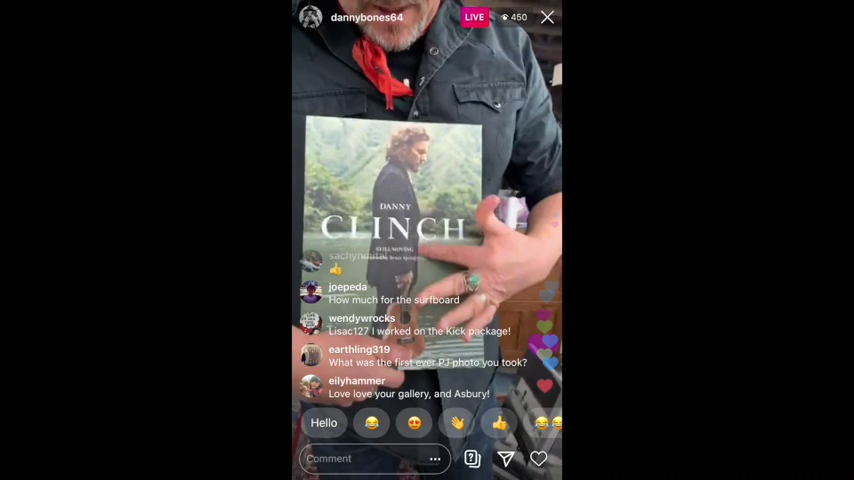 dannybones64
LIVE
450
DANNY
CLINCH
STILL MOVING
👍
joepeda
How much for the surfboard
wendywrocks
Lisac127 I worked on the Kick package!
earthling319
What was the first ever PJ photo you took?
eilyhammer
Love love your gallery, and Asbury!
Hello 😂 😍 👋 👍 😂😂
Comment